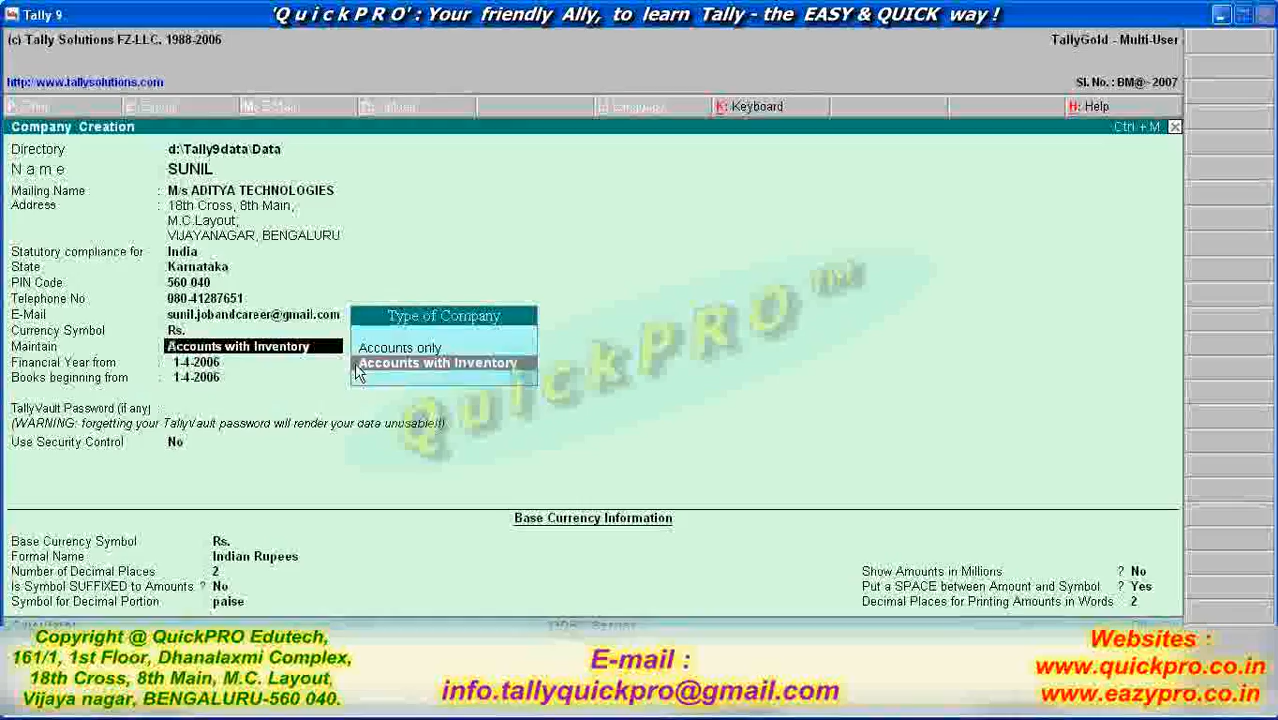 Tally 9
'QuickPRO' : Your friendly Ally, to learn Tally - the EASY & QUICK way !
(c) Tally Solutions FZ-LLC, 1988-2006
TallyGold - Multi-User
http: www.tallysolutions.com
Sl. No. : BM@-2007
K: Keyboard
H: Help
Company Creation
Ctrl + M
Directory d:\Tally9data\Data
Name SUNIL
Mailing Name : M/s ADITYA TECHNOLOGIES
Address : 18th Cross, 8th Main,
M.C.Layout,
VIJAYANAGAR, BENGALURU
Statutory compliance for : India
State : Karnataka
PIN Code : 560 040
Telephone No : 080-41287651
E-Mail : sunil.jobandcareer@gmail.com
Currency Symbol : Rs.
Maintain : Accounts with Inventory
Financial Year from : 1-4-2006
Books beginning from : 1-4-2006
Type of Company
Accounts only
Accounts with Inventory
QuickPRO
TallyVault Password (if any)
(WARNING: forgetting your TallyVault password will render your data unusable!!)
Use Security Control No
Base Currency Information
Base Currency Symbol Rs.
Formal Name Indian Rupees
Number of Decimal Places 2
Show Amounts in Millions ? No
Is Symbol SUFFIXED to Amounts ? No
Put a SPACE between Amount and Symbol ? Yes
Symbol for Decimal Portion paise
Decimal Places for Printing Amounts in Words 2
Copyright @ QuickPRO Edutech,
161/1, 1st Floor, Dhanalaxmi Complex,
18th Cross, 8th Main, M.C. Layout,
Vijaya nagar, BENGALURU-560 040.
E-mail :
info.tallyquickpro@gmail.com
Websites :
www.quickpro.co.in
www.eazypro.co.in